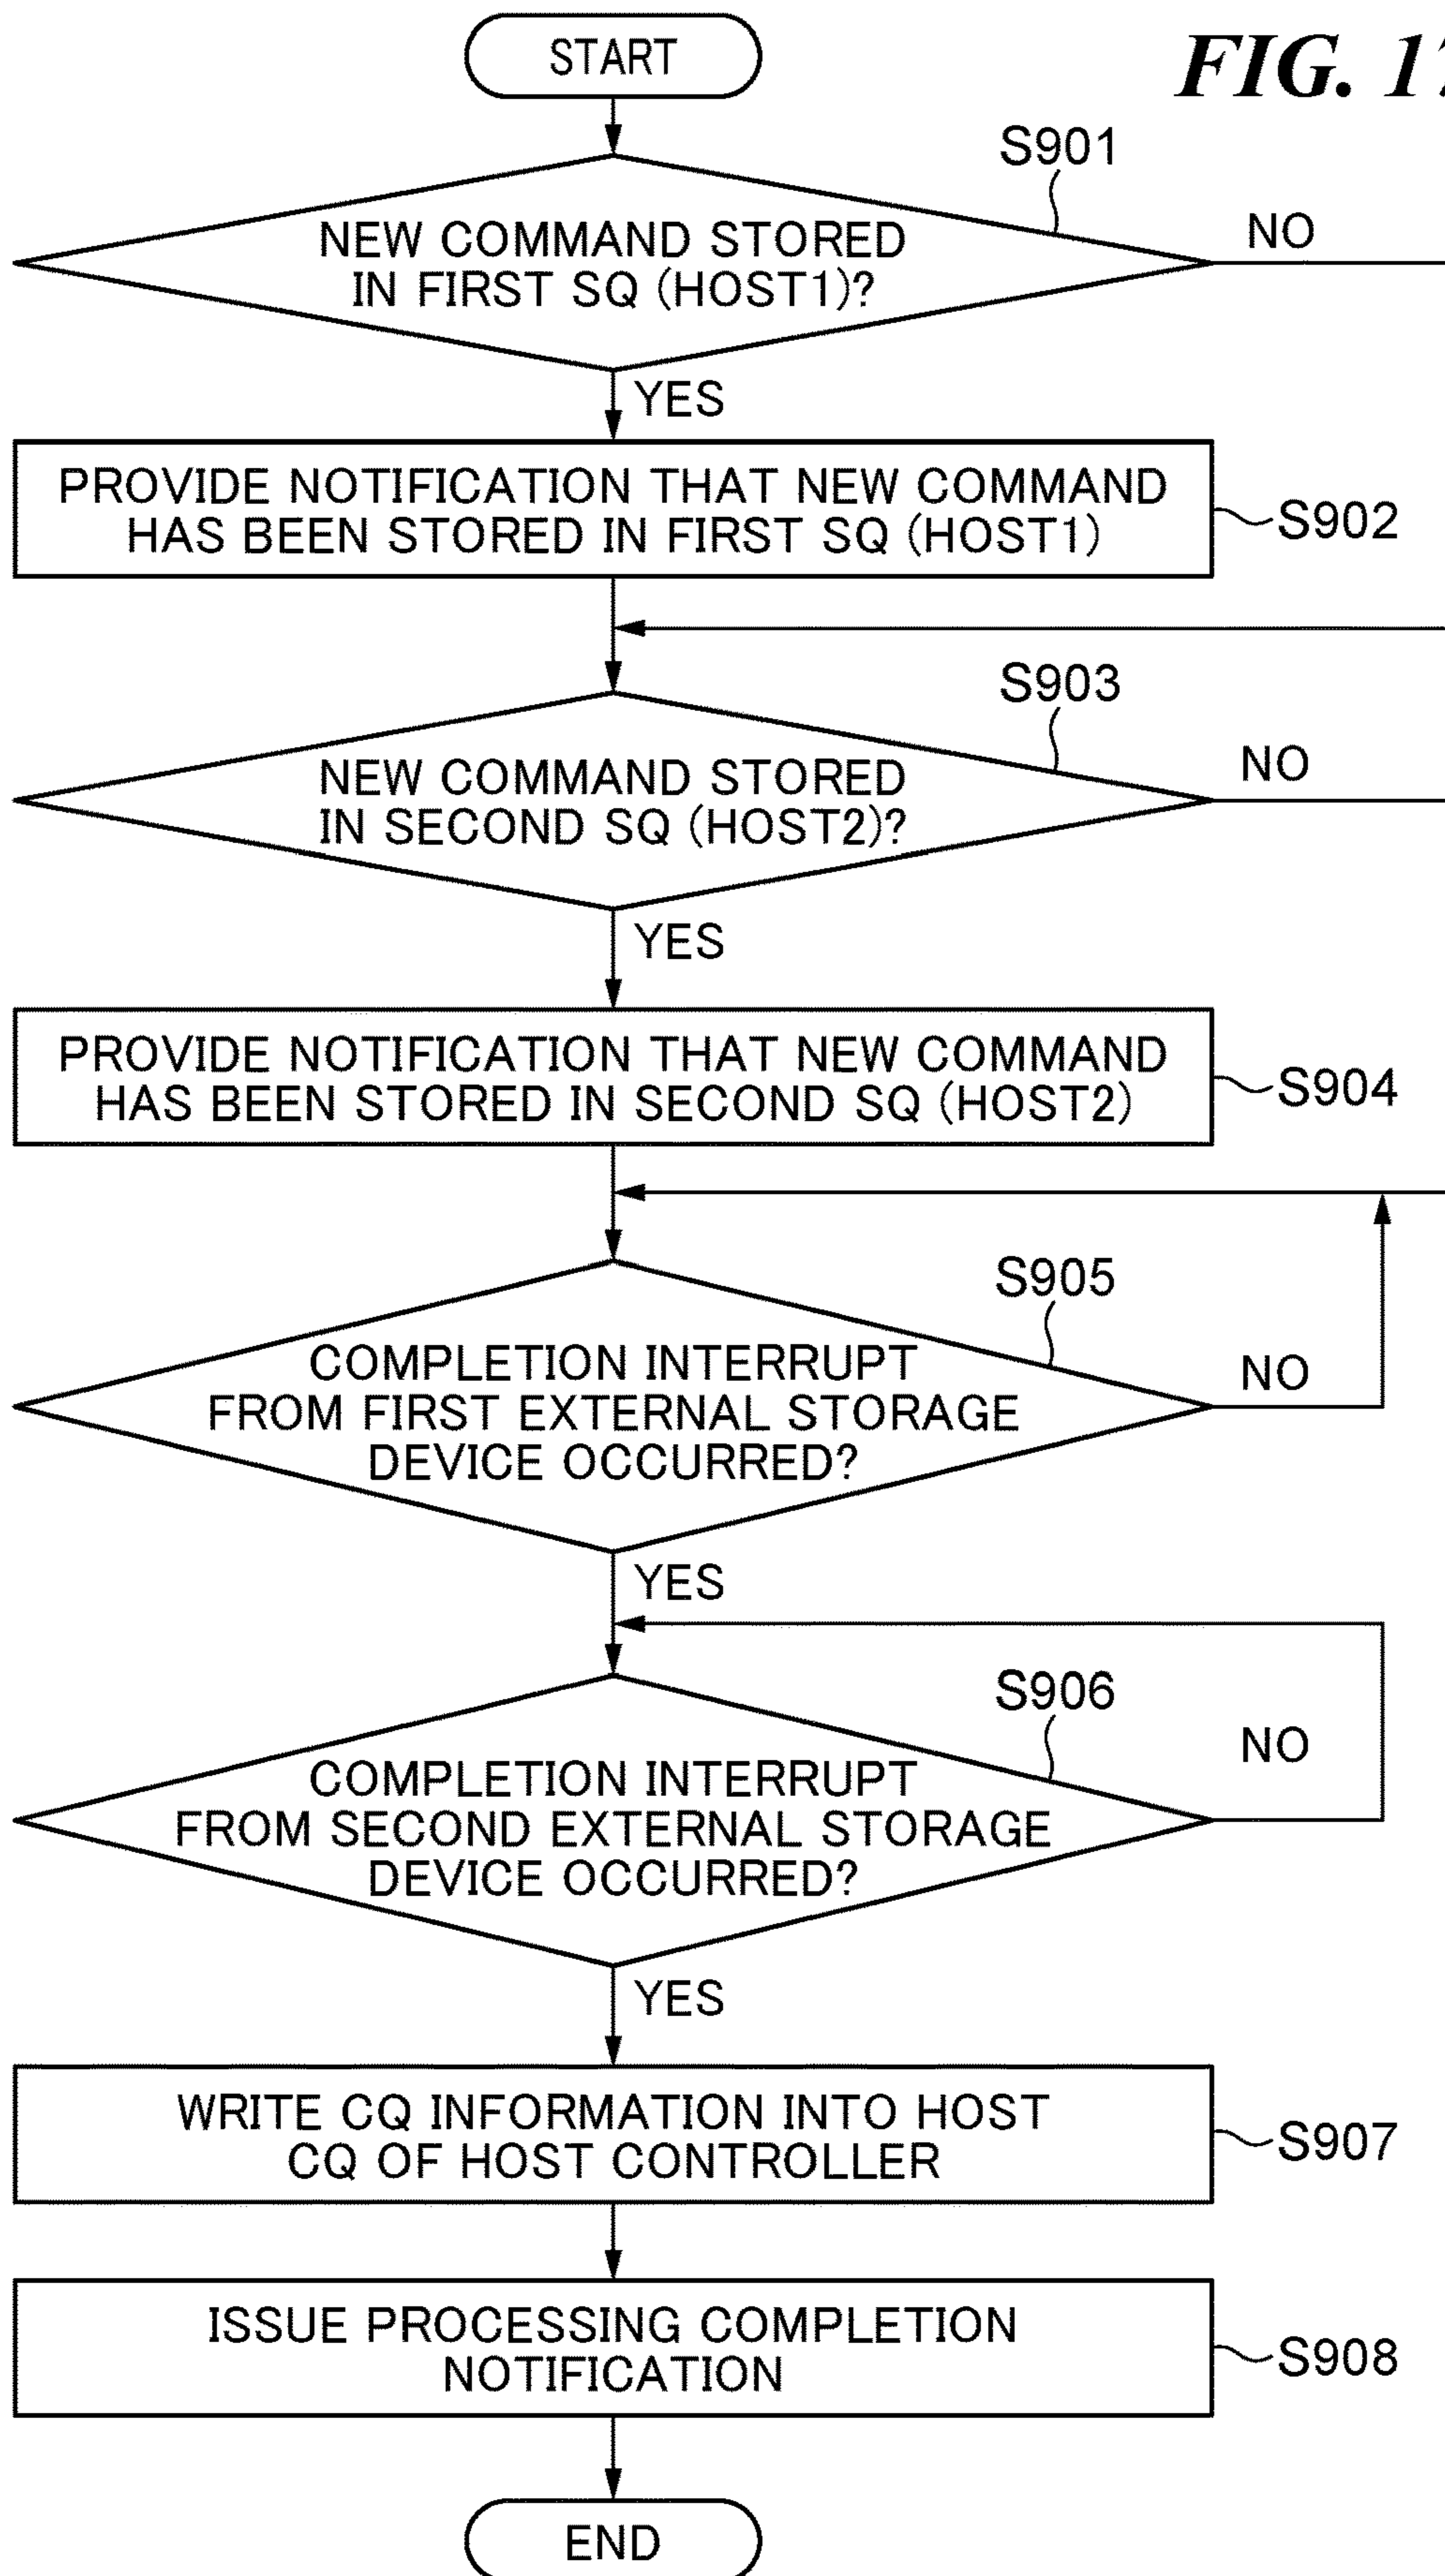 START
FIG. 17
S901
NEW COMMAND STORED
IN FIRST SQ (HOST1)?
NO
YES
PROVIDE NOTIFICATION THAT NEW COMMAND
HAS BEEN STORED IN FIRST SQ (HOST1)
S902
S903
NEW COMMAND STORED
IN SECOND SQ (HOST2)?
NO
YES
PROVIDE NOTIFICATION THAT NEW COMMAND
HAS BEEN STORED IN SECOND SQ (HOST2)
S904
S905
COMPLETION INTERRUPT
FROM FIRST EXTERNAL STORAGE
DEVICE OCCURRED?
NO
YES
S906
COMPLETION INTERRUPT
FROM SECOND EXTERNAL STORAGE
DEVICE OCCURRED?
NO
YES
WRITE CQ INFORMATION INTO HOST
CQ OF HOST CONTROLLER
S907
ISSUE PROCESSING COMPLETION
NOTIFICATION
S908
END